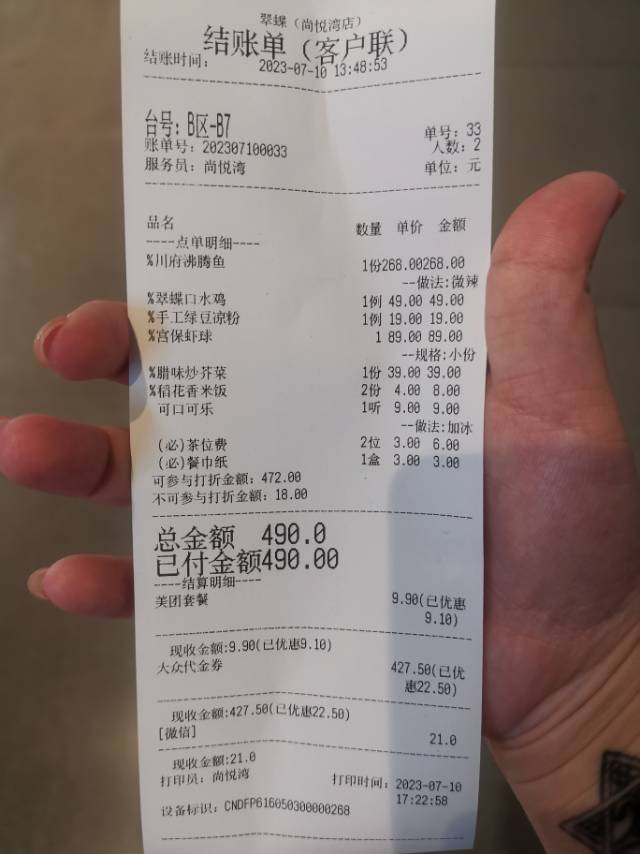 翠蝶（尚悦湾店）
结账单（客户联）
结账时间： 2023-07-10 13:48:53
台号：B区-B7 单号：33
账单号：202307100033 人数：2
服务员：尚悦湾 单位：元
品名 数量 单价 金额
----点单明细----
%川府沸腾鱼 1份268.00268.00
--做法:微辣
%翠蝶口水鸡 1例 49.00 49.00
%手工绿豆凉粉 1例 19.00 19.00
%宫保虾球 1 89.00 89.00
--规格:小份
%腊味炒芥菜 1份 39.00 39.00
%稻花香米饭 2份 4.00 8.00
可口可乐 1听 9.00 9.00
--做法:加冰
(必)茶位费 2位 3.00 6.00
(必)餐巾纸 1盒 3.00 3.00
可参与打折金额：472.00
不可参与打折金额：18.00
总金额 490.0
已付金额490.00
----结算明细----
美团套餐 9.90(已优惠
9.10)
现收金额:9.90(已优惠9.10)
大众代金券 427.50(已优
惠22.50)
现收金额:427.50(已优惠22.50)
[微信] 21.0
现收金额:21.0
打印员：尚悦湾 打印时间：2023-07-10
17:22:58
设备标识：CNDFP616050300000268